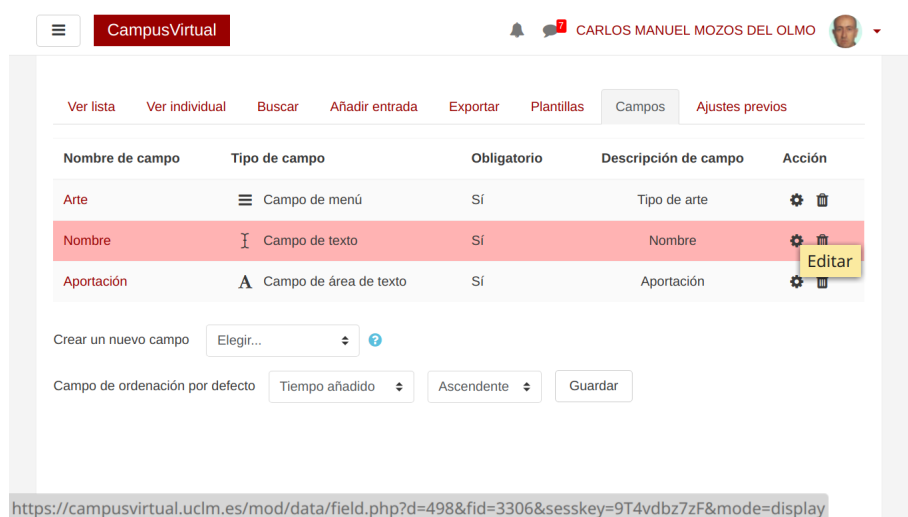 CampusVirtual 7 CARLOS MANUEL MOZOS DEL OLMO
Ver lista Ver individual Buscar Añadir entrada Exportar Plantillas Campos Ajustes previos
Nombre de campo Tipo de campo Obligatorio Descripción de campo Acción
Arte Campo de menú Sí Tipo de arte
Nombre Campo de texto Sí Nombre
Editar
Aportación A Campo de área de texto Sí Aportación
Crear un nuevo campo Elegir... ?
Campo de ordenación por defecto Tiempo añadido Ascendente Guardar
https://campusvirtual.uclm.es/mod/data/field.php?d=498&fid=3306&sesskey=9T4vdbz7zF&mode=display